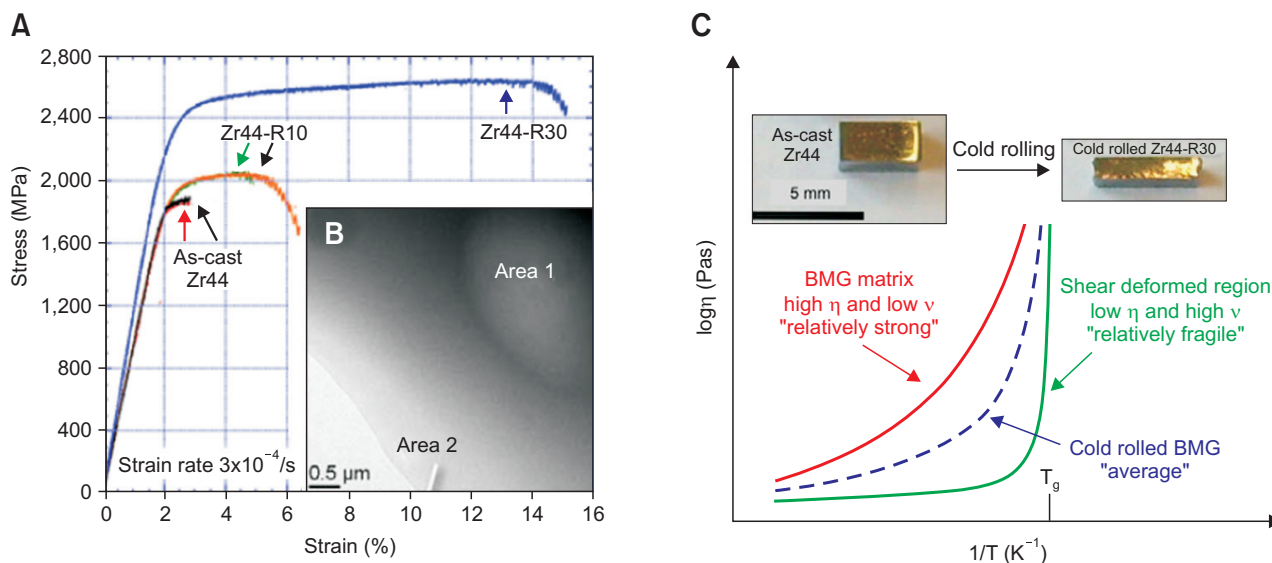 A
2,800
2,400
2,000
1,600
1,200
800
400
0
Stress (MPa)
0 2 4 6 8 10 12 14 16
Strain (%)
Zr44-R10
Zr44-R30
As-cast
Zr44
Strain rate 3x10⁻⁴/s
B
Area 1
Area 2
0.5 µm
C
logη (Pas)
1/T (K⁻¹)
As-cast
Zr44
5 mm
Cold rolling
Cold rolled Zr44-R30
BMG matrix
high η and low ν
"relatively strong"
Shear deformed region
low η and high ν
"relatively fragile"
Cold rolled BMG
"average"
Tg